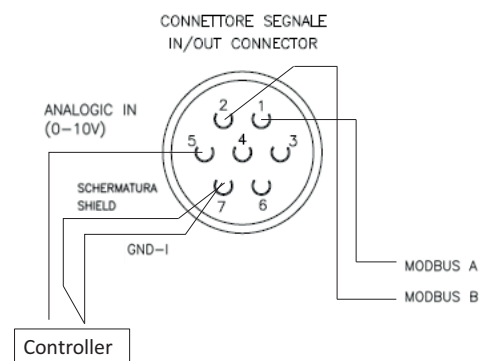 CONNETTORE SEGNALE
IN/OUT CONNECTOR
ANALOGIC IN
(0-10V)
2 1
5 4 3
7 6
SCHERMATURA
SHIELD
GND-I
MODBUS A
MODBUS B
Controller